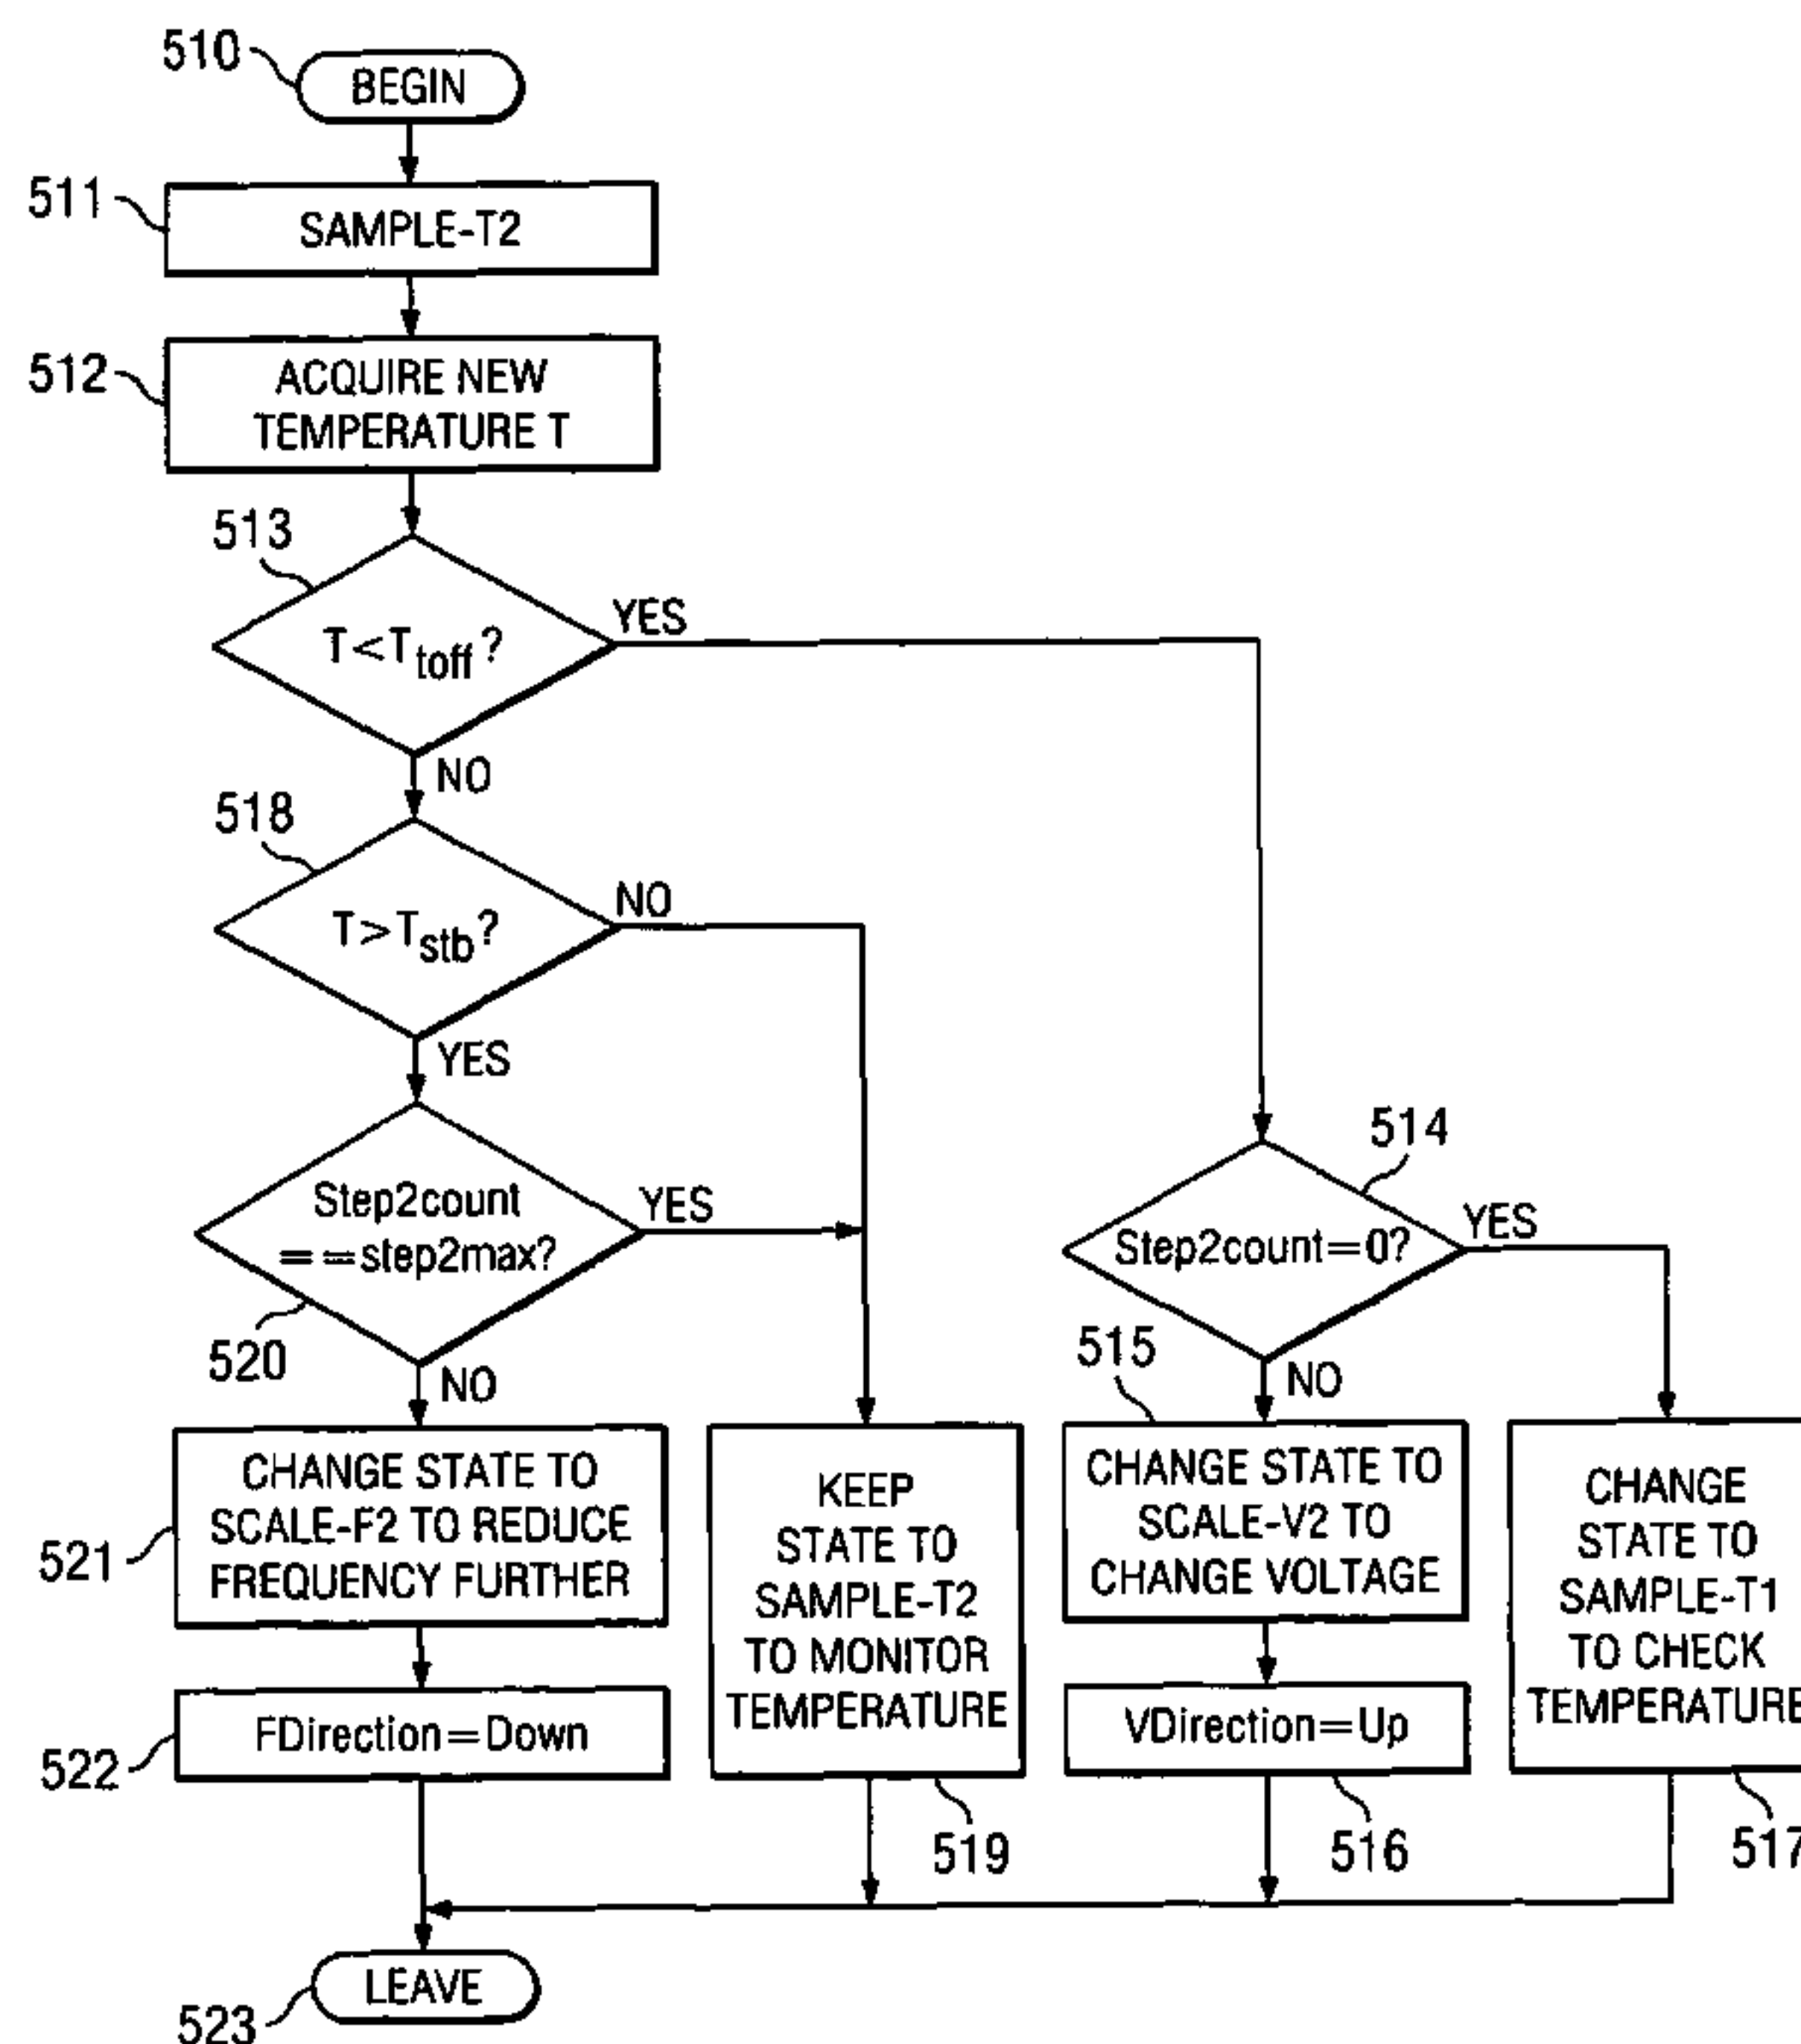 510
BEGIN
511
SAMPLE-T2
512
ACQUIRE NEW
TEMPERATURE T
513
T<Ttoff?
YES
NO
518
T>Tstb?
NO
YES
Step2count
==step2max?
YES
520
NO
514
Step2count=0?
YES
515
NO
521
CHANGE STATE TO
SCALE-F2 TO REDUCE
FREQUENCY FURTHER
522
FDirection=Down
KEEP
STATE TO
SAMPLE-T2
TO MONITOR
TEMPERATURE
519
CHANGE STATE TO
SCALE-V2 TO
CHANGE VOLTAGE
VDirection=Up
516
CHANGE
STATE TO
SAMPLE-T1
TO CHECK
TEMPERATURE
517
LEAVE
523